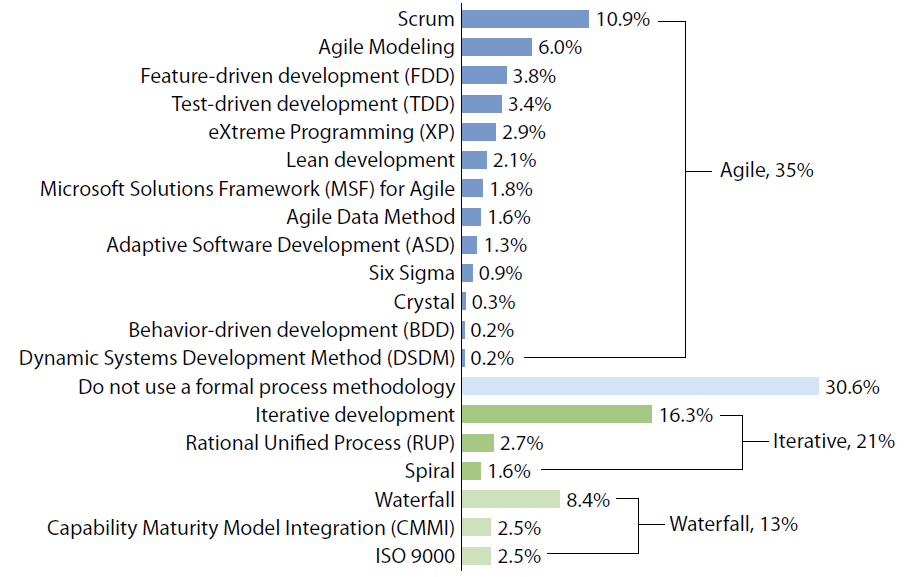 Scrum 10.9%
Agile Modeling 6.0%
Feature-driven development (FDD) 3.8%
Test-driven development (TDD) 3.4%
eXtreme Programming (XP) 2.9%
Lean development 2.1%
Agile, 35%
Microsoft Solutions Framework (MSF) for Agile 1.8%
Agile Data Method 1.6%
Adaptive Software Development (ASD) 1.3%
Six Sigma 0.9%
Crystal 0.3%
Behavior-driven development (BDD) 0.2%
Dynamic Systems Development Method (DSDM) 0.2%
Do not use a formal process methodology 30.6%
Iterative development 16.3%
Rational Unified Process (RUP) 2.7%
Iterative, 21%
Spiral 1.6%
Waterfall 8.4%
Capability Maturity Model Integration (CMMI) 2.5%
Waterfall, 13%
ISO 9000 2.5%